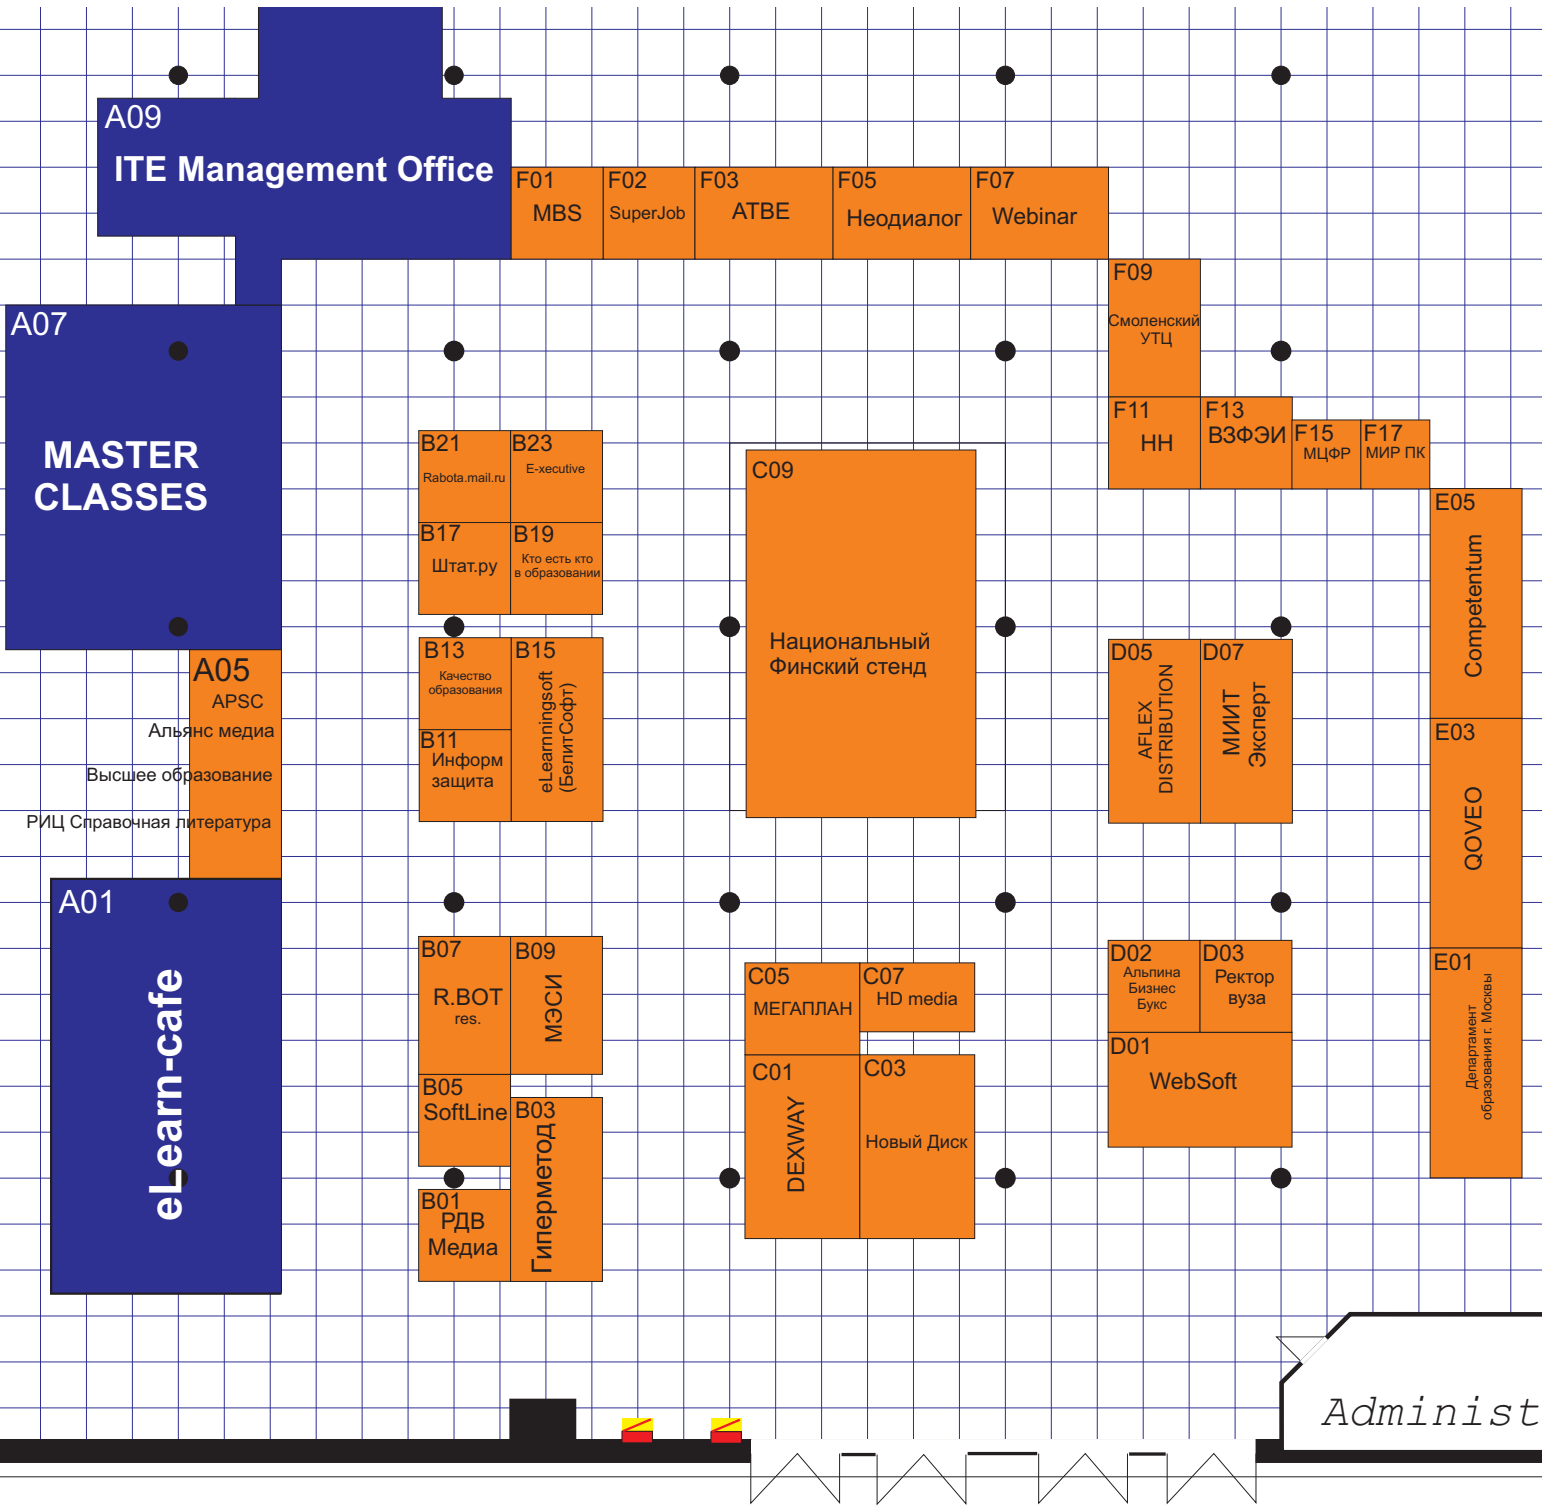 A09
ITE Management Office
F01
MBS
F02
SuperJob
F03
ATBE
F05
Неодиалог
F07
Webinar
F09
Смоленский
УТЦ
A07
MASTER
CLASSES
F11
НН
F13
ВЗФЭИ
F15
МЦФР
F17
МИР ПК
B21
Rabota.mail.ru
B23
E-xecutive
B17
Штат.ру
B19
Кто есть кто
в образовании
C09
Национальный
Финский стенд
E05
Competentum
A05
APSC
Альянс медиа
Высшее образование
РИЦ Справочная литература
B13
Качество
образования
B15
eLearnningsoft
(БелитСофт)
B11
Информ
защита
D05
AFLEX
DISTRIBUTION
D07
МИИТ
Эксперт
E03
QOVEO
A01
eLearn-cafe
B07
R.BOT
res.
B09
МЭСИ
C05
МЕГАПЛАН
C07
HD media
D02
Альпина
Бизнес
Букс
D03
Ректор
вуза
E01
Департамент
образования г. Москвы
B05
SoftLine
B03
Гиперметод
C01
DEXWAY
C03
Новый Диск
D01
WebSoft
B01
РДВ
Медиа
Administ